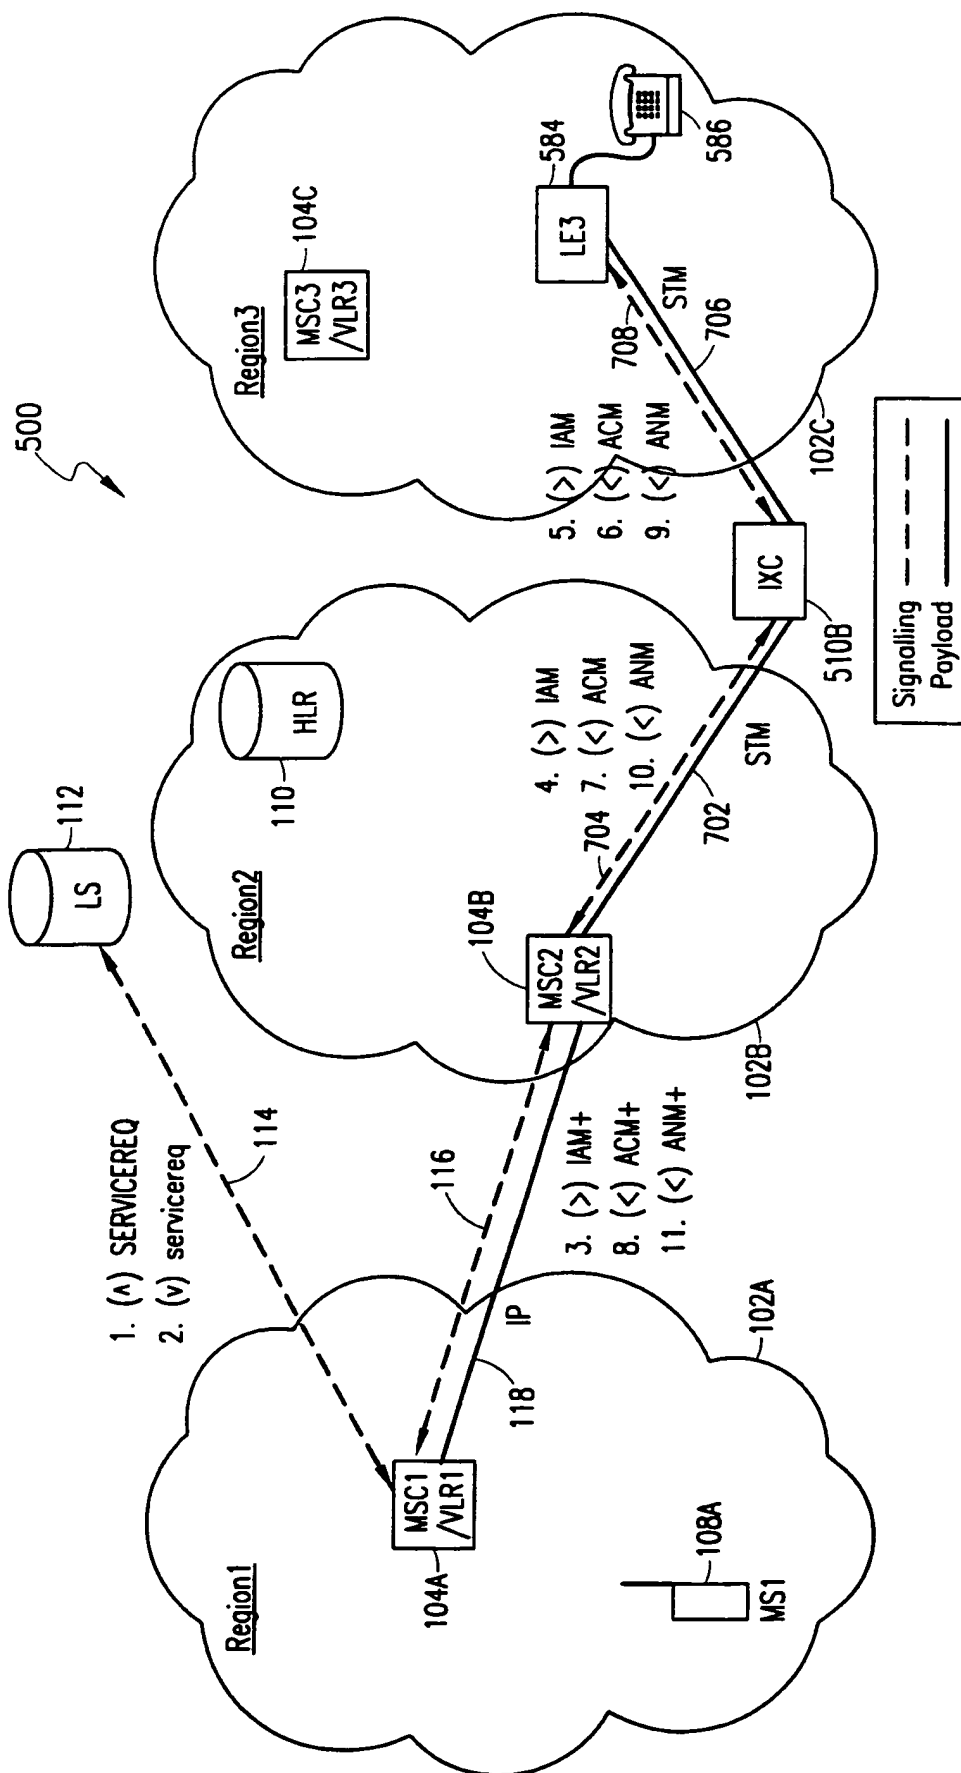 500
LS
112
1. (∧) SERVICEREQ
2. (∨) servicereq
114
Region1
MSC1
/VLR1
104A
108A
MS1
102A
IP
118
116
3. (>) IAM+
8. (<) ACM+
11. (<) ANM+
Region2
HLR
110
MSC2
/VLR2
104B
102B
704
702
STM
4. (>) IAM
7. (<) ACM
10. (<) ANM
IXC
510B
5. (>) IAM
6. (<) ACM
9. (<) ANM
Region3
MSC3
/VLR3
104C
LE3
584
586
708
STM
706
102C
Signalling
Payload